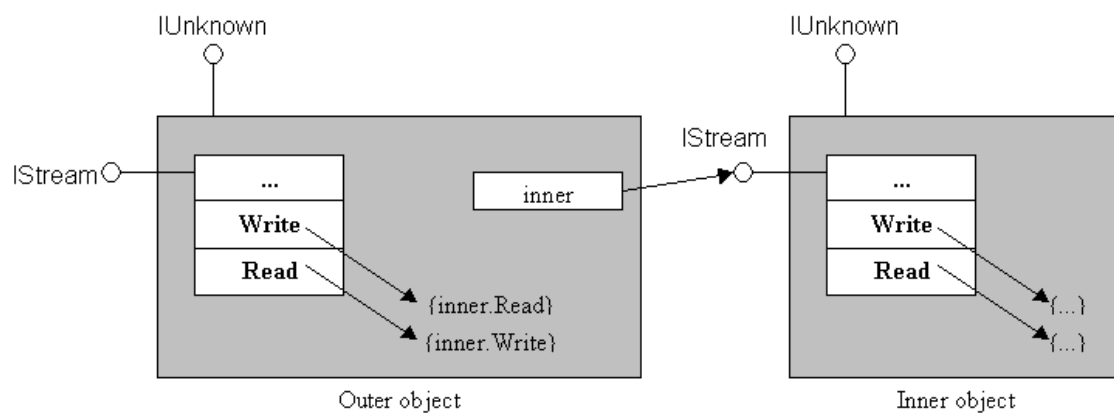 IUnknown
IUnknown
IStream
IStream
...
Write
Read
inner
{inner.Read}
{inner.Write}
...
Write
Read
{...}
{...}
Outer object
Inner object